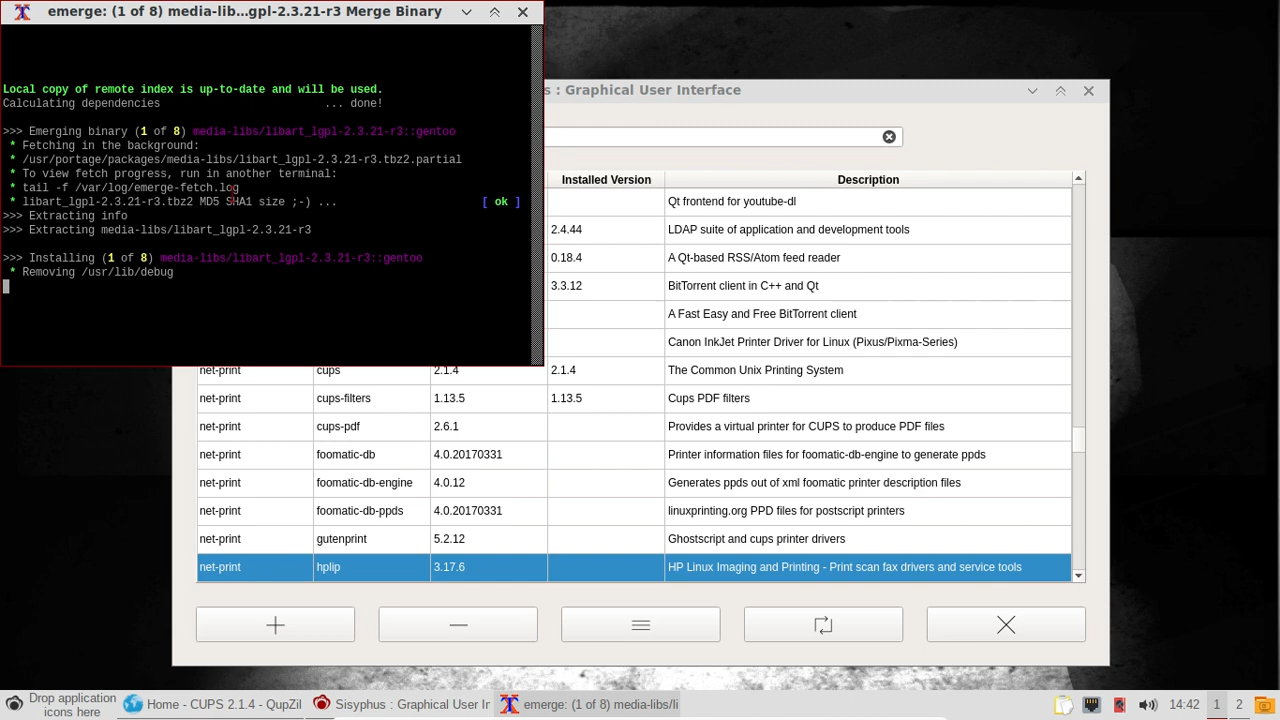 emerge: (1 of 8) media-lib...gpl-2.3.21-r3 Merge Binary
Local copy of remote index is up-to-date and will be used.
Calculating dependencies ... done!
>>> Emerging binary (1 of 8) media-libs/libart_lgpl-2.3.21-r3::gentoo
* Fetching in the background:
* /usr/portage/packages/media-libs/libart_lgpl-2.3.21-r3.tbz2.partial
* To view fetch progress, run in another terminal:
* tail -f /var/log/emerge-fetch.log
* libart_lgpl-2.3.21-r3.tbz2 MD5 SHA1 size ;-) ... [ ok ]
>>> Extracting info
>>> Extracting media-libs/libart_lgpl-2.3.21-r3
>>> Installing (1 of 8) media-libs/libart_lgpl-2.3.21-r3::gentoo
* Removing /usr/lib/debug
s : Graphical User Interface
Installed Version Description
Qt frontend for youtube-dl
2.4.44 LDAP suite of application and development tools
0.18.4 A Qt-based RSS/Atom feed reader
3.3.12 BitTorrent client in C++ and Qt
A Fast Easy and Free BitTorrent client
Canon InkJet Printer Driver for Linux (Pixus/Pixma-Series)
net-print cups 2.1.4 2.1.4 The Common Unix Printing System
net-print cups-filters 1.13.5 1.13.5 Cups PDF filters
net-print cups-pdf 2.6.1 Provides a virtual printer for CUPS to produce PDF files
net-print foomatic-db 4.0.20170331 Printer information files for foomatic-db-engine to generate ppds
net-print foomatic-db-engine 4.0.12 Generates ppds out of xml foomatic printer description files
net-print foomatic-db-ppds 4.0.20170331 linuxprinting.org PPD files for postscript printers
net-print gutenprint 5.2.12 Ghostscript and cups printer drivers
net-print hplip 3.17.6 HP Linux Imaging and Printing - Print scan fax drivers and service tools
Drop application
icons here
Home - CUPS 2.1.4 - QupZil
Sisyphus : Graphical User In
emerge: (1 of 8) media-libs/li
14:42 1 2